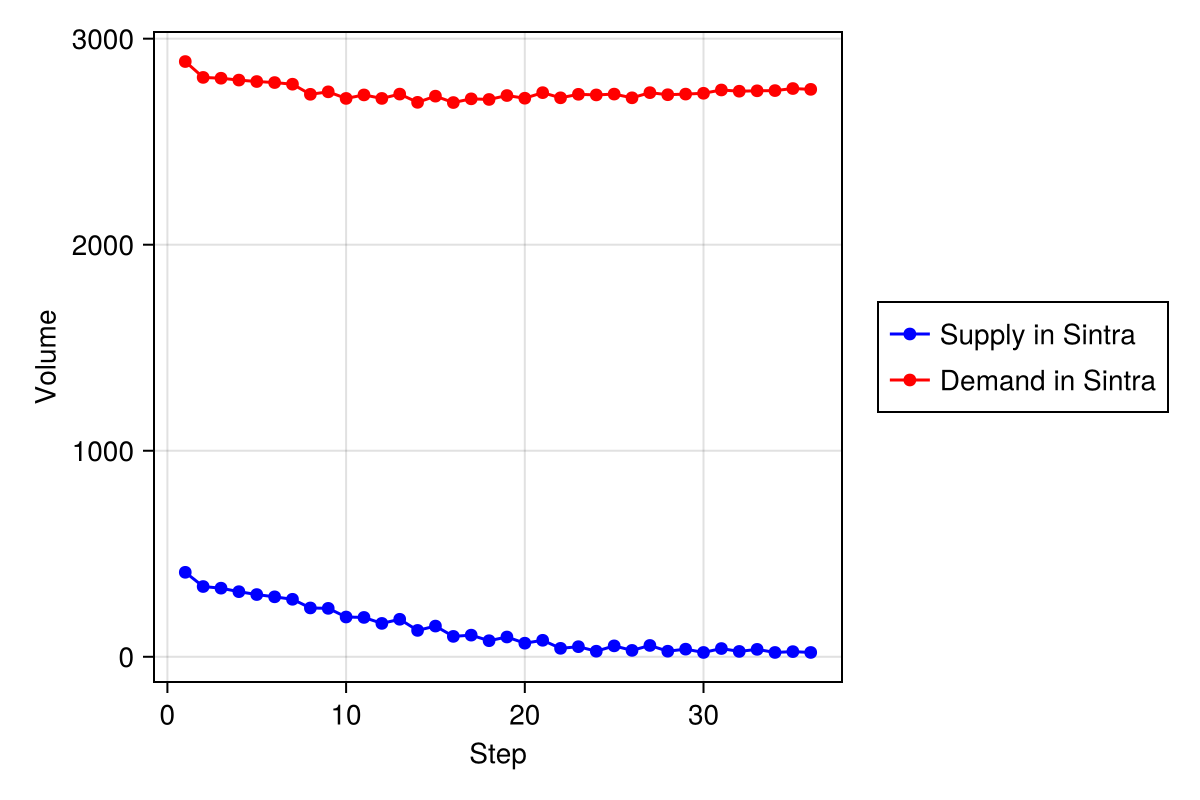 3000
2000
1000
0
Volume
0 10 20 30
Step
Supply in Sintra
Demand in Sintra